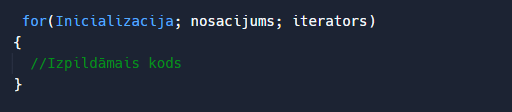 for(Inicializacija; nosacijums; iterators)
{
//Izpildāmais kods
}